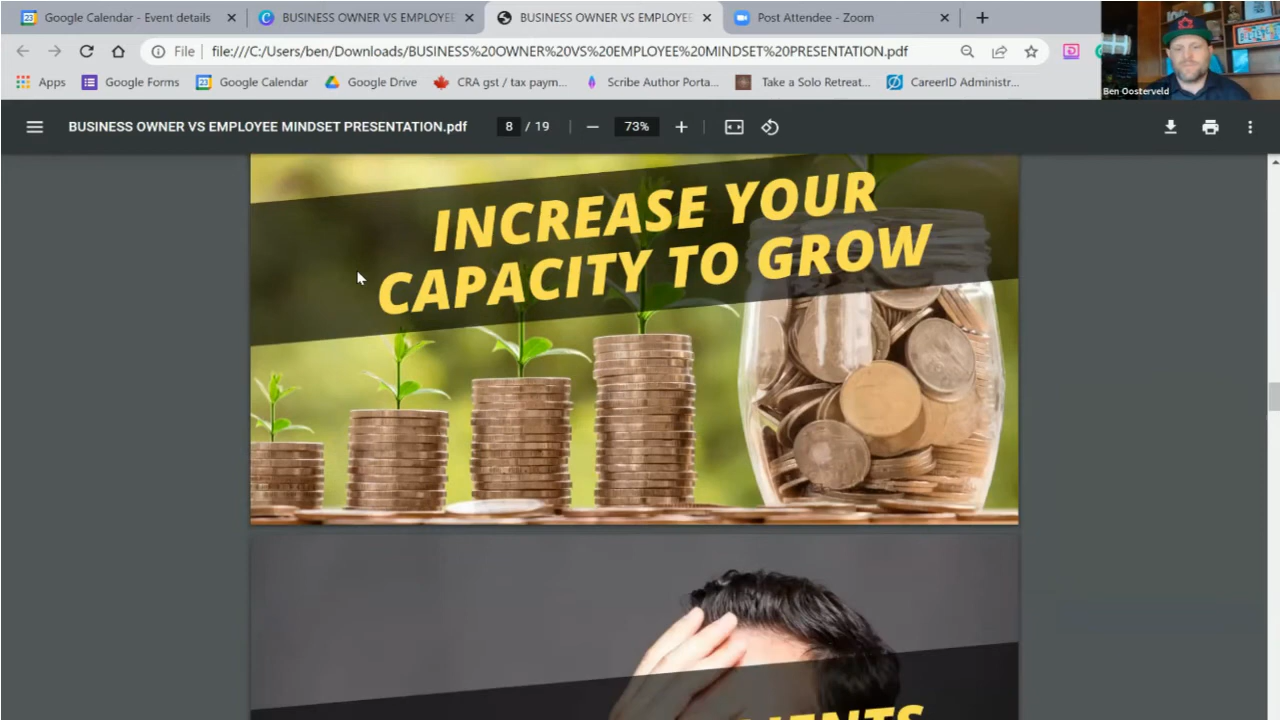 Google Calendar - Event details
BUSINESS OWNER VS EMPLOYEE
BUSINESS OWNER VS EMPLOYEE
Post Attendee - Zoom
File
file:///C:/Users/ben/Downloads/BUSINESS%20OWNER%20VS%20EMPLOYEE%20MINDSET%20PRESENTATION.pdf
Apps
Google Forms
Google Calendar
Google Drive
CRA gst / tax paym...
Scribe Author Porta...
Take a Solo Retreat...
CareerID Administr...
Ben Oosterveld
BUSINESS OWNER VS EMPLOYEE MINDSET PRESENTATION.pdf
8 / 19
73%
INCREASE YOUR
CAPACITY TO GROW